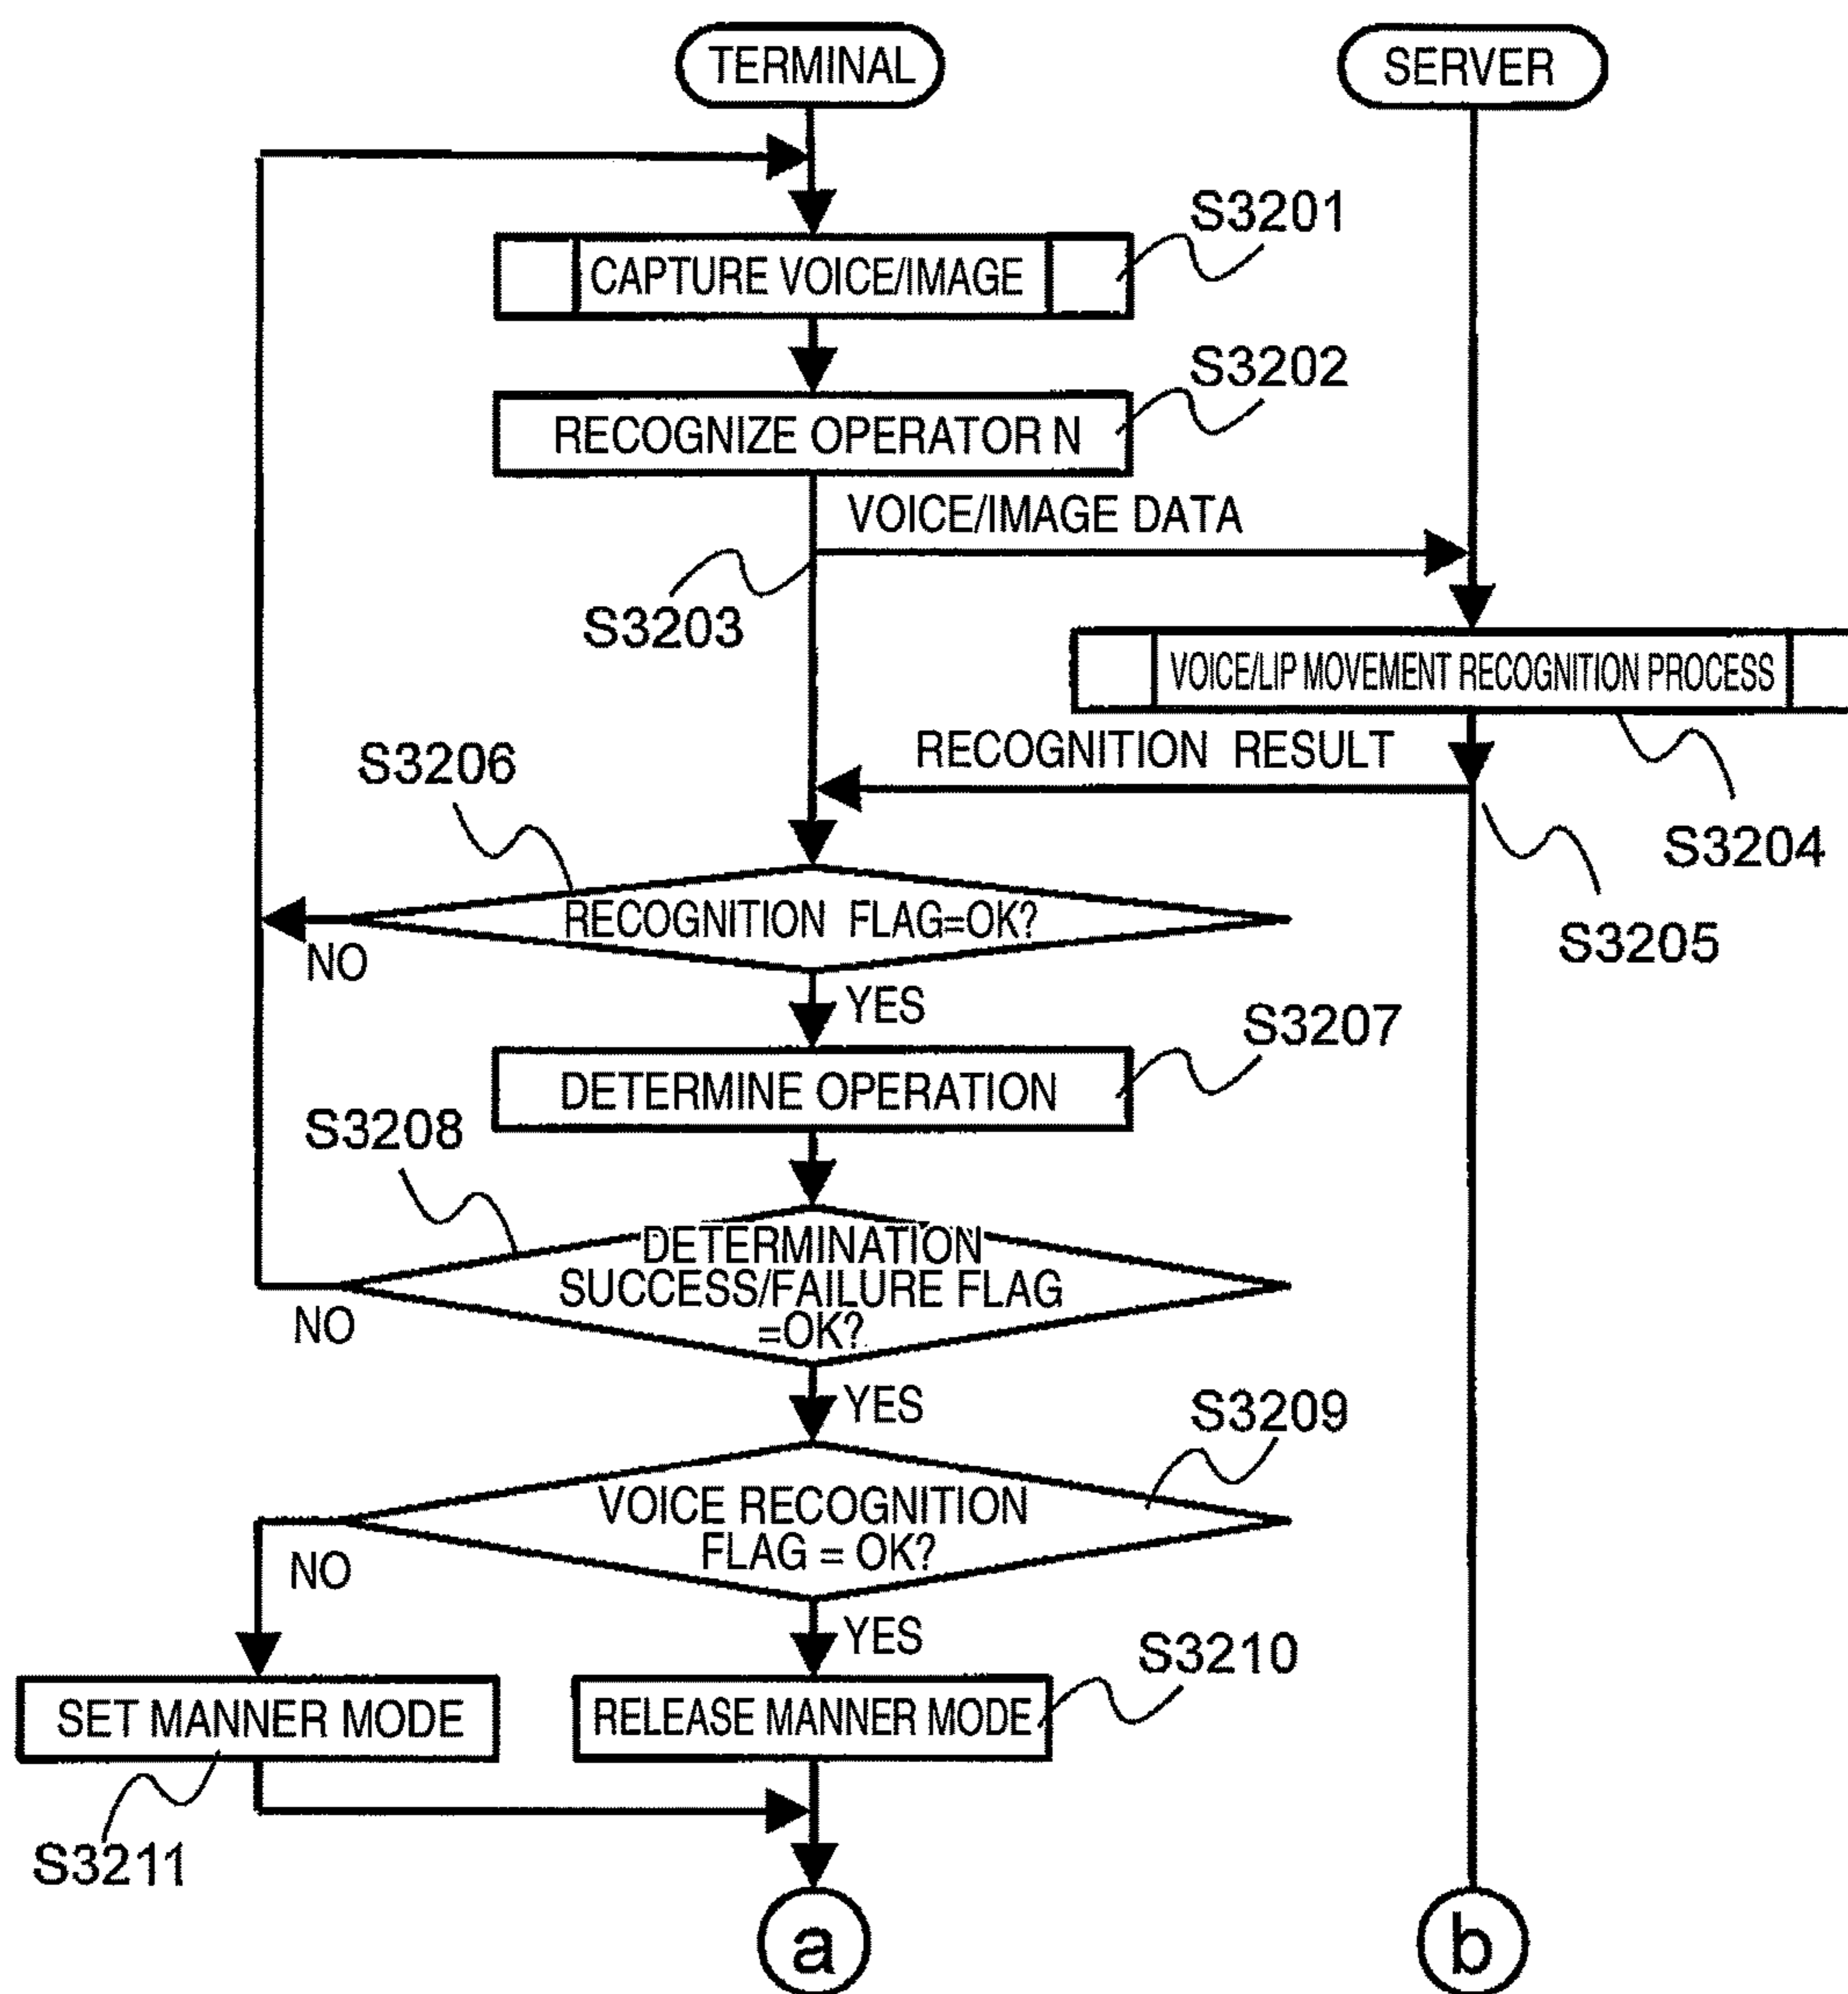 TERMINAL
SERVER
S3201
CAPTURE VOICE/IMAGE
S3202
RECOGNIZE OPERATOR N
VOICE/IMAGE DATA
S3203
VOICE/LIP MOVEMENT RECOGNITION PROCESS
RECOGNITION RESULT
S3206
S3204
RECOGNITION FLAG=OK?
S3205
NO
YES
S3207
DETERMINE OPERATION
S3208
DETERMINATION
SUCCESS/FAILURE FLAG
=OK?
NO
YES
S3209
VOICE RECOGNITION
FLAG = OK?
NO
YES
S3210
SET MANNER MODE
RELEASE MANNER MODE
S3211
a
b